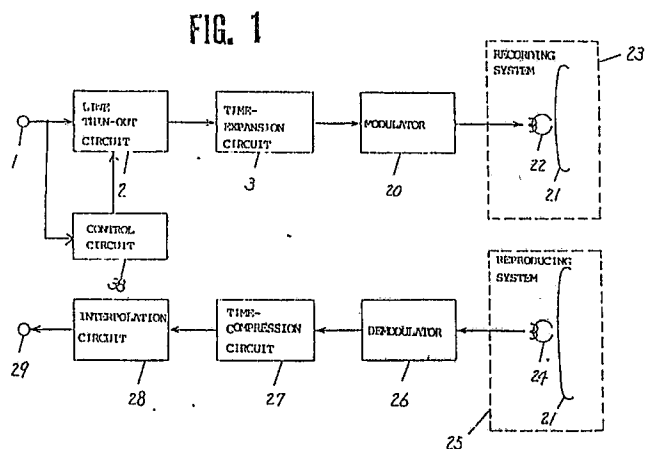 FIG. 1
RECORDING
SYSTEM
23
LINE
THIN-OUT
CIRCUIT
TIME-
EXPANSION
CIRCUIT
MODULATOR
1
2
3
20
22
21
CONTROL
CIRCUIT
38
REPRODUCING
SYSTEM
INTERPOLATION
CIRCUIT
TIME-
COMPRESSION
CIRCUIT
DEMODULATOR
29
28
27
26
24
21
25